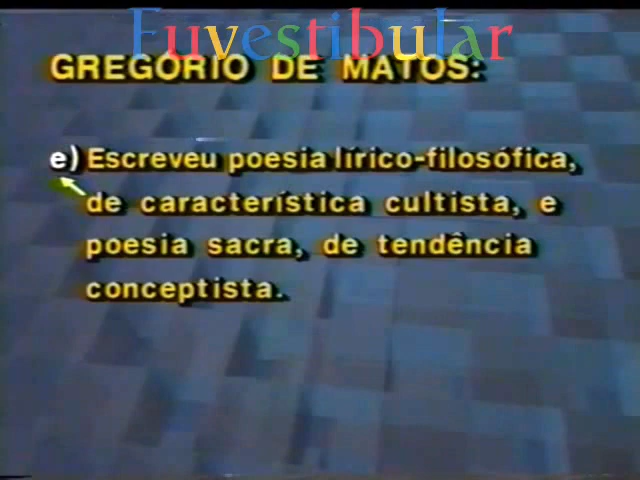 Fuvestibular
GREGÓRIO DE MATOS:
e) Escreveu poesia lírico-filosófica,
de característica cultista, e
poesia sacra, de tendência
conceptista.